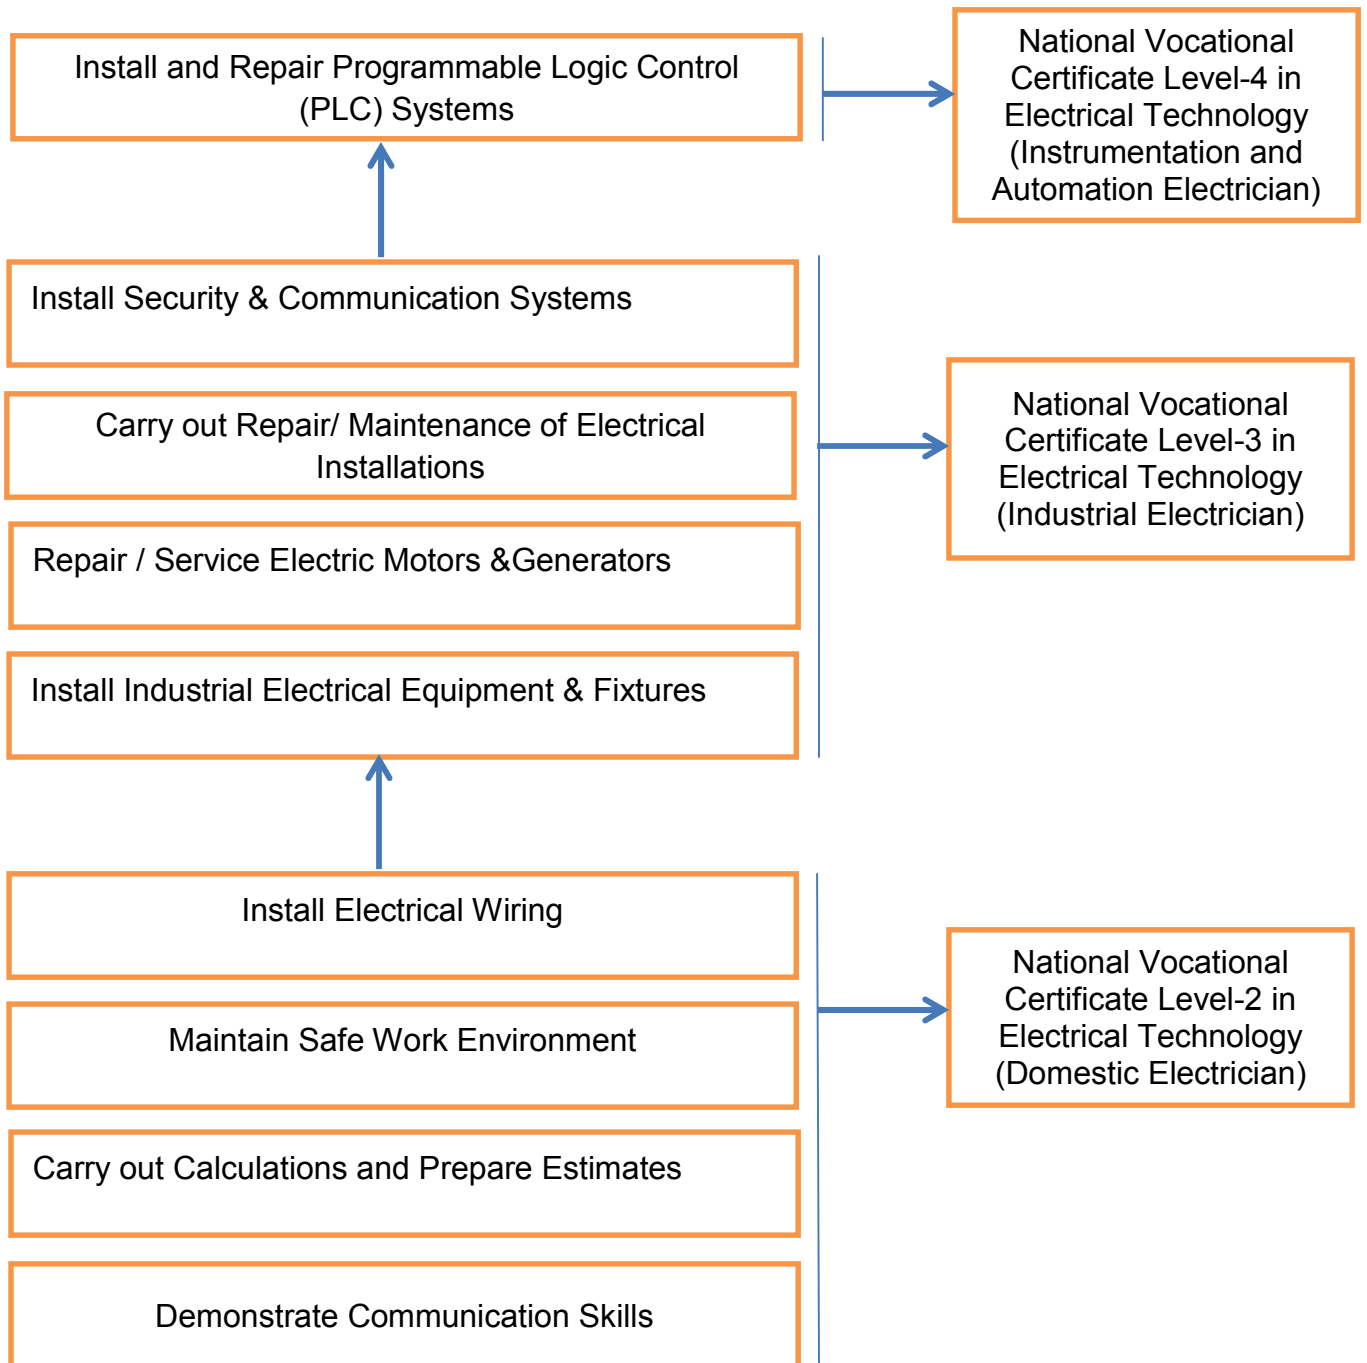 Install and Repair Programmable Logic Control
(PLC) Systems
National Vocational
Certificate Level-4 in
Electrical Technology
(Instrumentation and
Automation Electrician)
Install Security & Communication Systems
Carry out Repair/ Maintenance of Electrical
Installations
Repair / Service Electric Motors &Generators
Install Industrial Electrical Equipment & Fixtures
National Vocational
Certificate Level-3 in
Electrical Technology
(Industrial Electrician)
Install Electrical Wiring
Maintain Safe Work Environment
Carry out Calculations and Prepare Estimates
Demonstrate Communication Skills
National Vocational
Certificate Level-2 in
Electrical Technology
(Domestic Electrician)